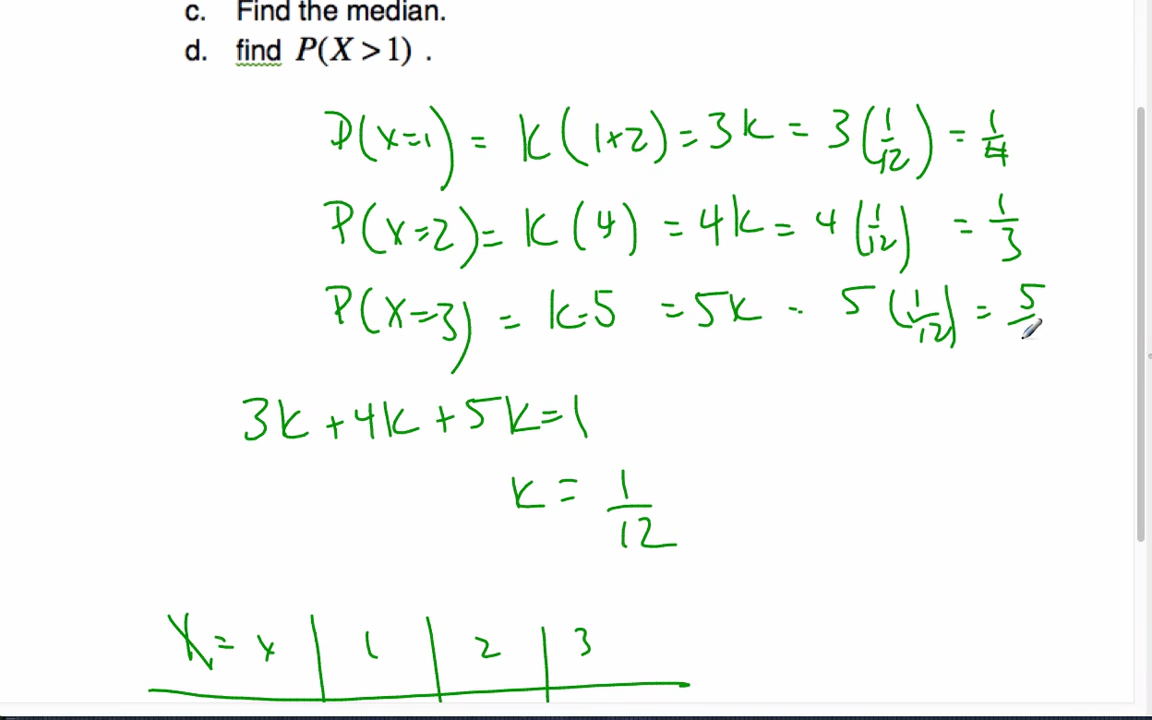 c. Find the median.
d. find P(X > 1) .
P(x=1) = k(1+2) = 3k = 3(1/12) = 1/4
P(x=2) = k(4) = 4k = 4(1/12) = 1/3
P(x=3) = k·5 = 5k = 5(1/12) = 5
3k + 4k + 5k = 1
k = 1/12
X = x | 1 | 2 | 3